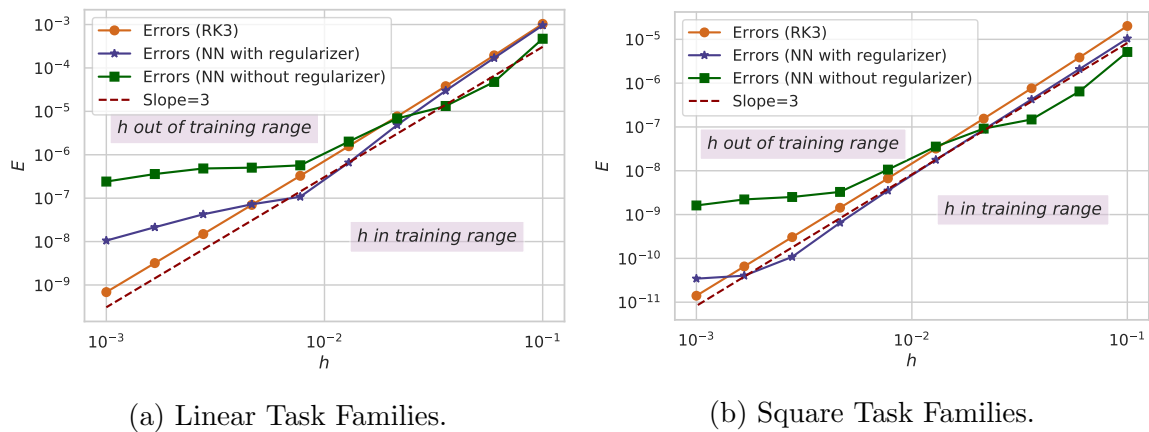 10⁻³
10⁻⁴
10⁻⁵
10⁻⁶
10⁻⁷
10⁻⁸
10⁻⁹
E
Errors (RK3)
Errors (NN with regularizer)
Errors (NN without regularizer)
Slope=3
h out of training range
h in training range
10⁻³
10⁻²
10⁻¹
h
(a) Linear Task Families.
10⁻⁵
10⁻⁶
10⁻⁷
10⁻⁸
10⁻⁹
10⁻¹⁰
10⁻¹¹
E
Errors (RK3)
Errors (NN with regularizer)
Errors (NN without regularizer)
Slope=3
h out of training range
h in training range
10⁻³
10⁻²
10⁻¹
h
(b) Square Task Families.